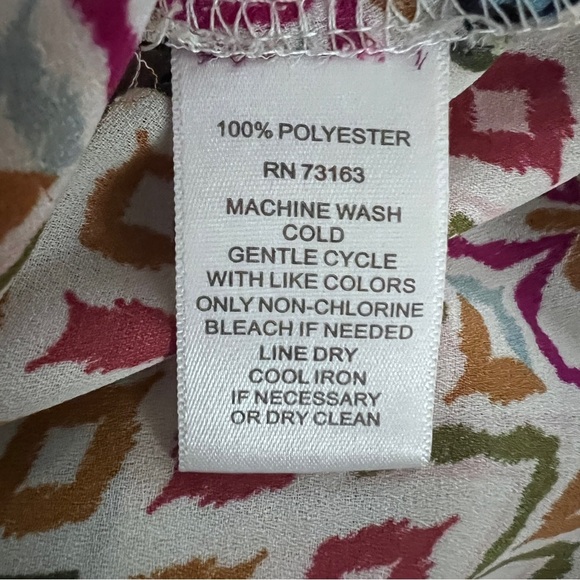 100% POLYESTER
RN 73163
MACHINE WASH
COLD
GENTLE CYCLE
WITH LIKE COLORS
ONLY NON-CHLORINE
BLEACH IF NEEDED
LINE DRY
COOL IRON
IF NECESSARY
OR DRY CLEAN